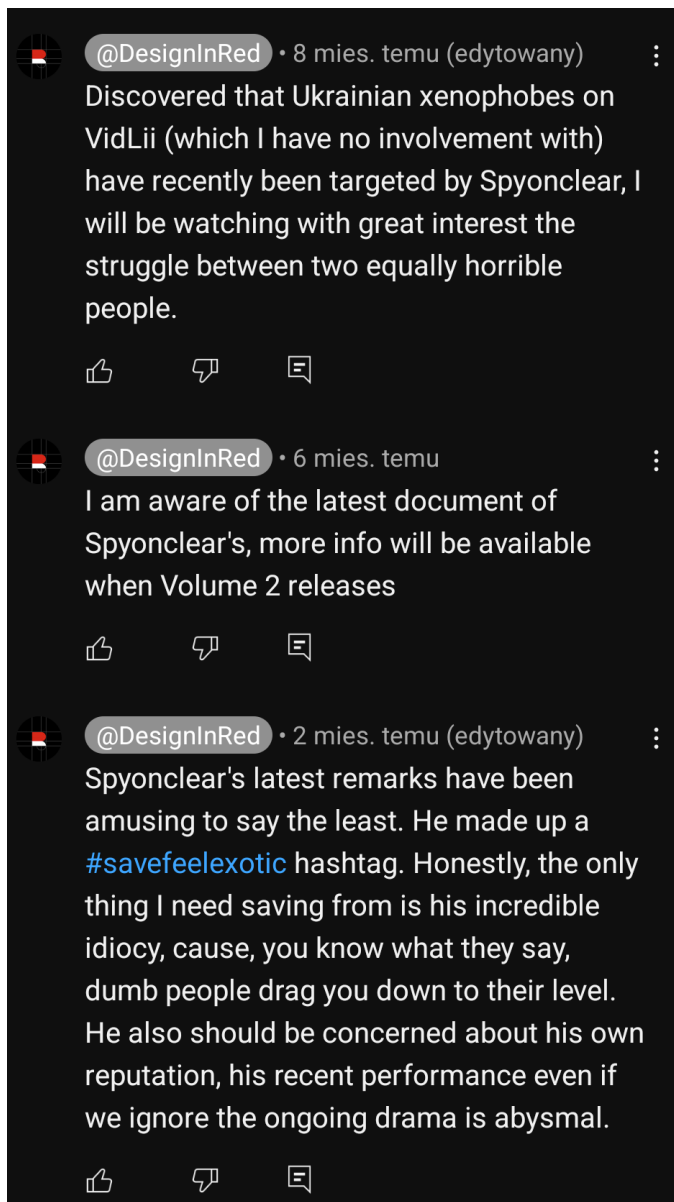 @DesignInRed • 8 mies. temu (edytowany)
Discovered that Ukrainian xenophobes on
VidLii (which I have no involvement with)
have recently been targeted by Spyonclear, I
will be watching with great interest the
struggle between two equally horrible
people.
@DesignInRed • 6 mies. temu
I am aware of the latest document of
Spyonclear's, more info will be available
when Volume 2 releases
@DesignInRed • 2 mies. temu (edytowany)
Spyonclear's latest remarks have been
amusing to say the least. He made up a
#savefeelexotic hashtag. Honestly, the only
thing I need saving from is his incredible
idiocy, cause, you know what they say,
dumb people drag you down to their level.
He also should be concerned about his own
reputation, his recent performance even if
we ignore the ongoing drama is abysmal.